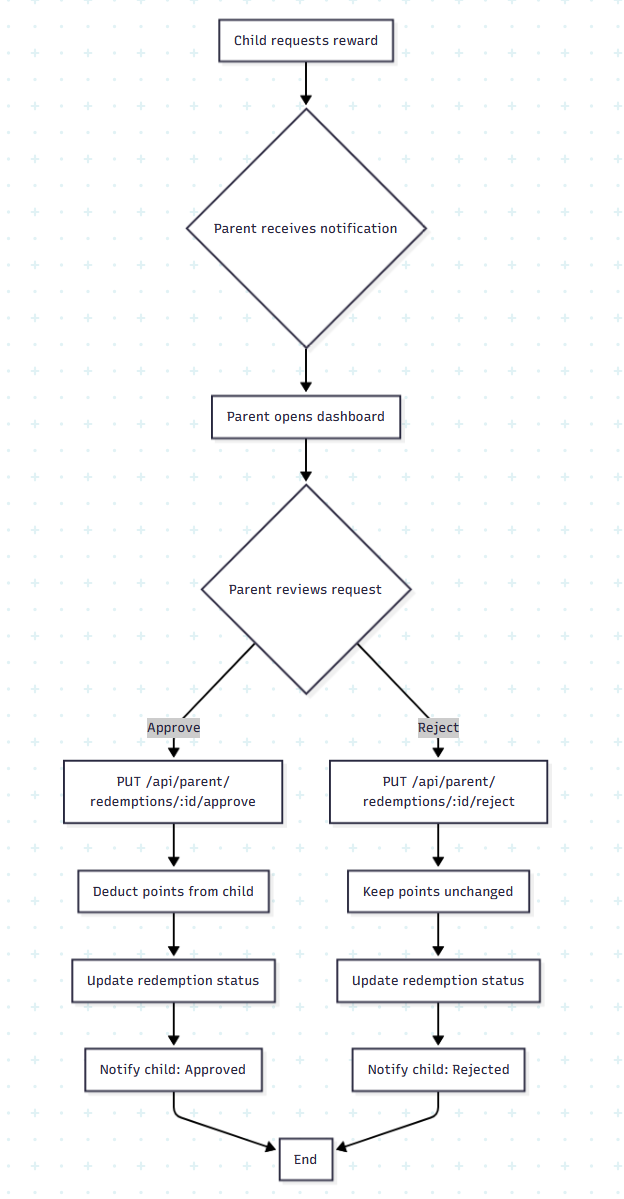 Child requests reward
Parent receives notification
Parent opens dashboard
Parent reviews request
Approve
Reject
PUT /api/parent/
redemptions/:id/approve
PUT /api/parent/
redemptions/:id/reject
Deduct points from child
Keep points unchanged
Update redemption status
Update redemption status
Notify child: Approved
Notify child: Rejected
End